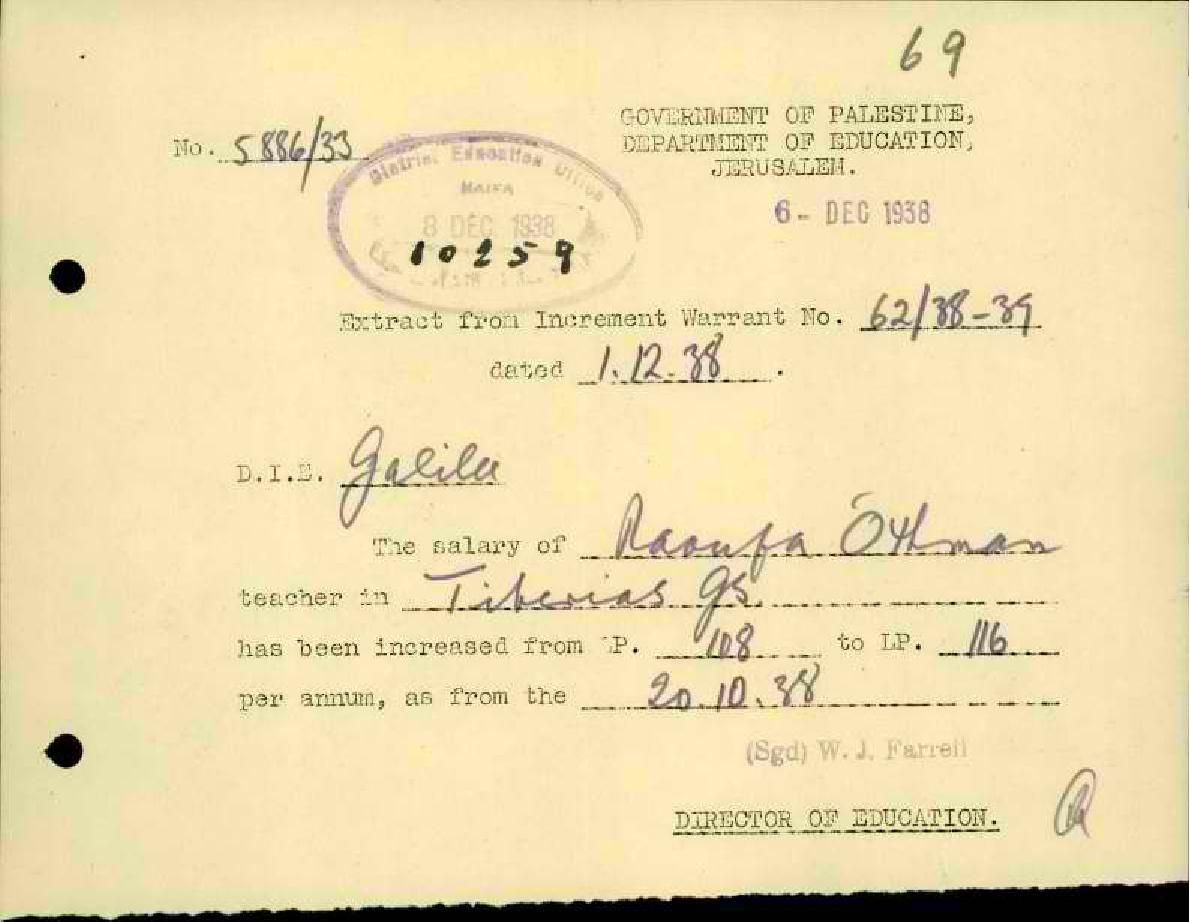 69
No. 5886/33
GOVERNMENT OF PALESTINE,
DEPARTMENT OF EDUCATION,
JERUSALEM.
6- DEC 1938
District Education Office
HAIFA
8 DEC 1938
10259
Extract from Increment Warrant No. 62/38-39
dated 1.12.38.
D.I.E. Galilee
The salary of Raoufa Othman
teacher in Tiberias GS
has been increased from LP. 108 to LP. 116
per annum, as from the 20.10.38
(Sgd) W. J. Farrell
DIRECTOR OF EDUCATION.